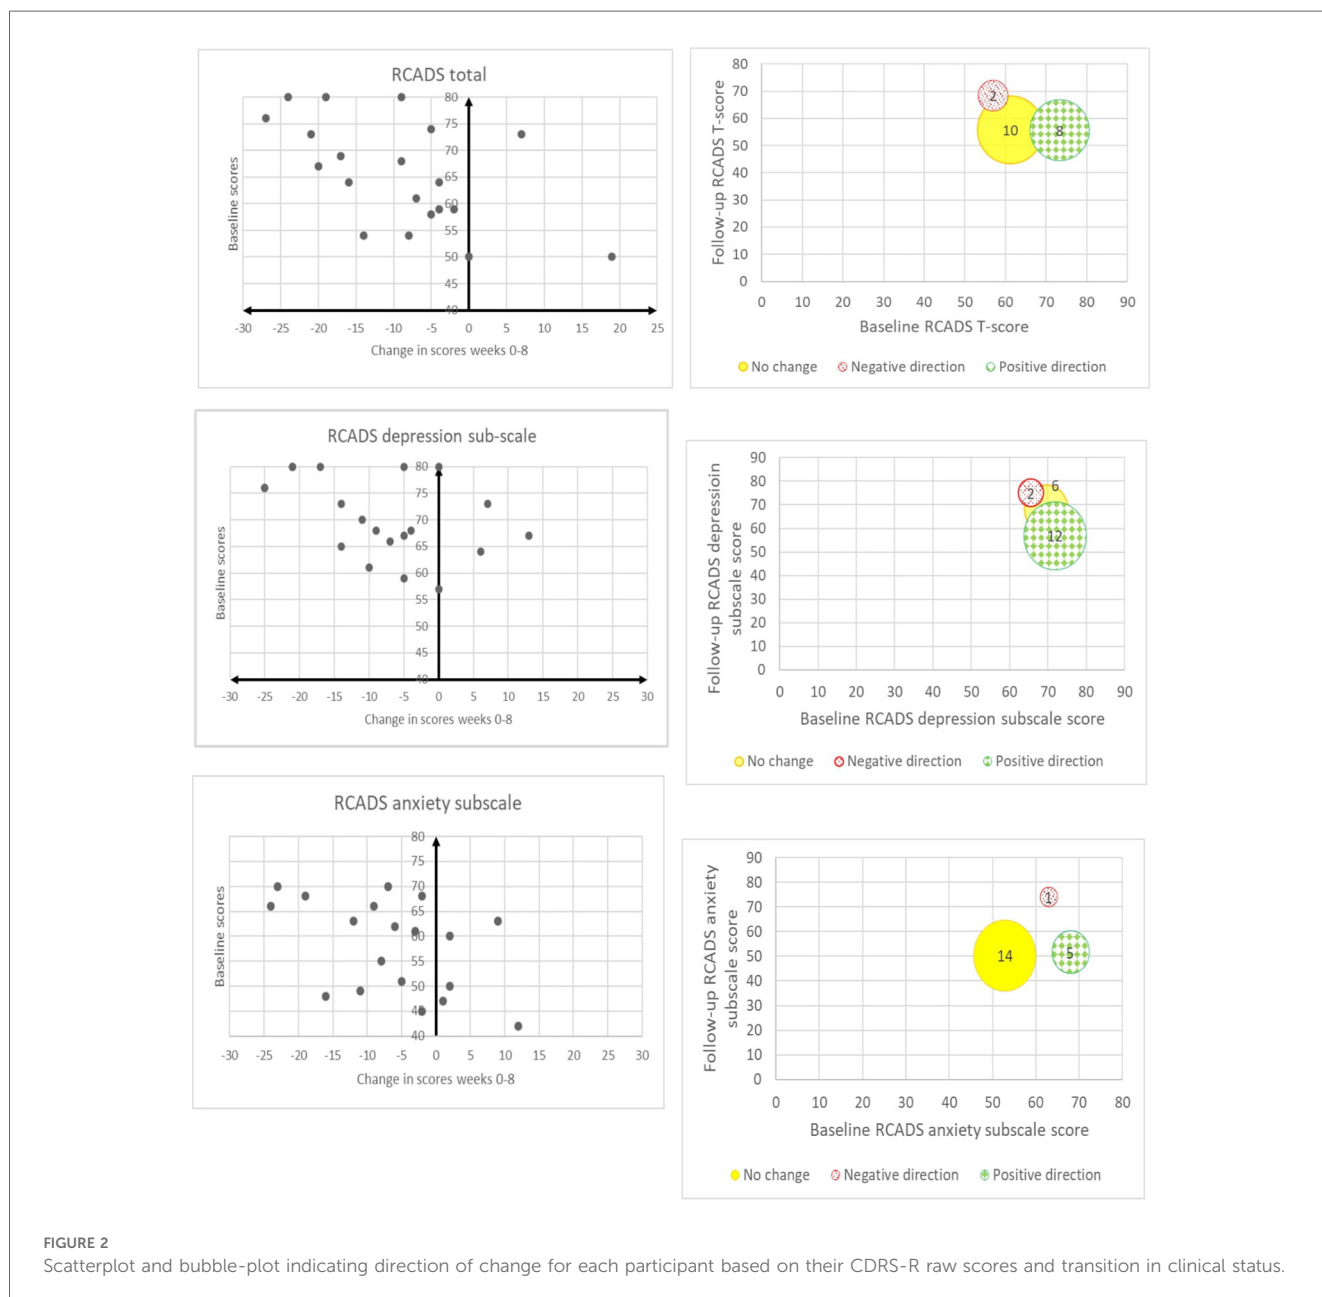 RCADS total
80
75
70
65
60
55
50
45
40
Baseline scores
-30 -25 -20 -15 -10 -5 0 5 10 15 20 25
Change in scores weeks 0-8
80
70
60
50
40
30
20
10
0
Follow-up RCADS T-score
2
10
8
0 10 20 30 40 50 60 70 80 90
Baseline RCADS T-score
No change Negative direction Positive direction
RCADS depression sub-scale
80
75
70
65
60
55
50
45
40
Baseline scores
-30 -25 -20 -15 -10 -5 0 5 10 15 20 25 30
Change in scores weeks 0-8
90
80
70
60
50
40
30
20
10
0
Follow-up RCADS depressioin
subscale score
2
6
12
0 10 20 30 40 50 60 70 80 90
Baseline RCADS depression subscale score
No change Negative direction Positive direction
RCADS anxiety subscale
80
75
70
65
60
55
50
45
40
Baseline scores
-30 -25 -20 -15 -10 -5 0 5 10 15 20 25 30
Change in scores weeks 0-8
90
80
70
60
50
40
30
20
10
0
Follow-up RCADS anxiety
subscale score
1
14
5
0 10 20 30 40 50 60 70 80
Baseline RCADS anxiety subscale score
No change Negative direction Positive direction
FIGURE 2
Scatterplot and bubble-plot indicating direction of change for each participant based on their CDRS-R raw scores and transition in clinical status.